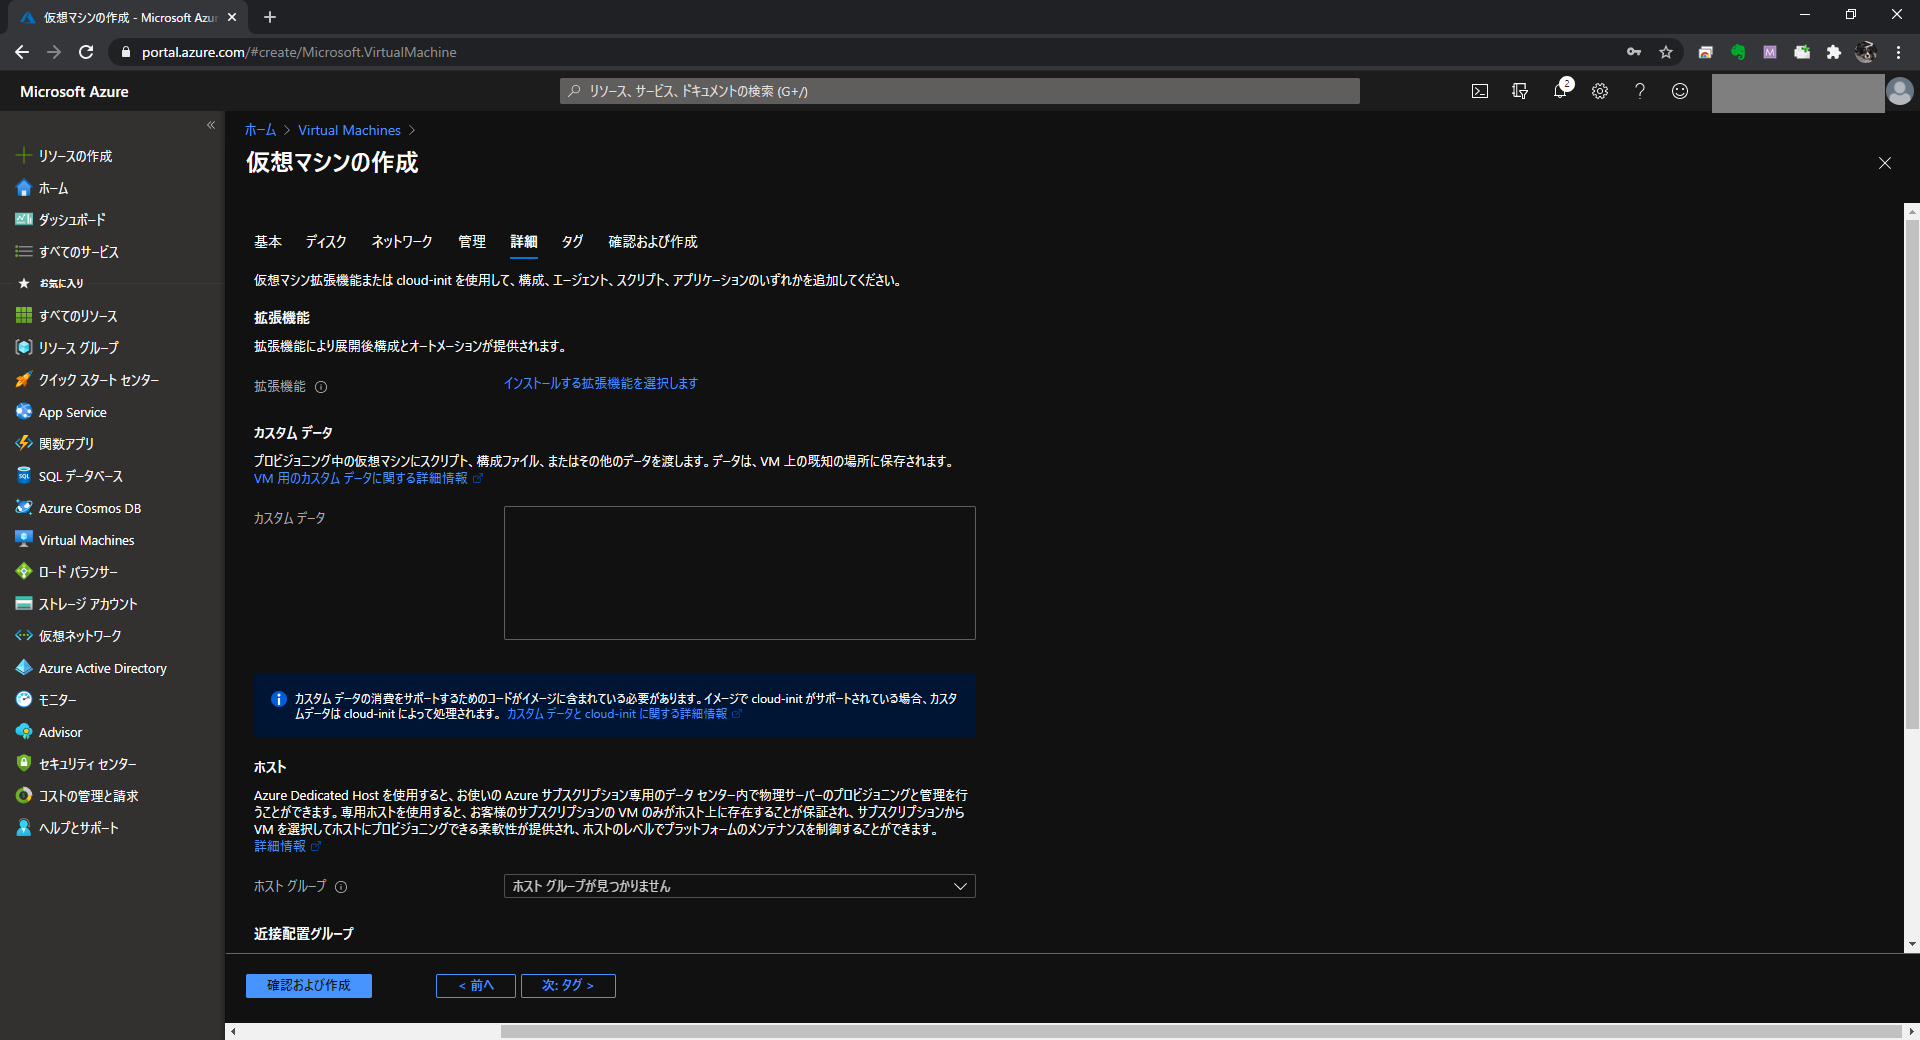 仮想マシンの作成 - Microsoft Azur
portal.azure.com/#create/Microsoft.VirtualMachine
Microsoft Azure
リソース、サービス、ドキュメントの検索 (G+/)
2
リソースの作成
ホーム
ダッシュボード
すべてのサービス
お気に入り
すべてのリソース
リソース グループ
クイック スタート センター
App Service
関数アプリ
SQL データベース
Azure Cosmos DB
Virtual Machines
ロード バランサー
ストレージ アカウント
仮想ネットワーク
Azure Active Directory
モニター
Advisor
セキュリティ センター
コストの管理と請求
ヘルプとサポート
ホーム > Virtual Machines >
仮想マシンの作成
基本 ディスク ネットワーク 管理 詳細 タグ 確認および作成
仮想マシン拡張機能または cloud-init を使用して、構成、エージェント、スクリプト、アプリケーションのいずれかを追加してください。
拡張機能
拡張機能により展開後構成とオートメーションが提供されます。
拡張機能 インストールする拡張機能を選択します
カスタム データ
プロビジョニング中の仮想マシンにスクリプト、構成ファイル、またはその他のデータを渡します。データは、VM 上の既知の場所に保存されます。
VM 用のカスタム データに関する詳細情報
カスタム データ
カスタム データの消費をサポートするためのコードがイメージに含まれている必要があります。イメージで cloud-init がサポートされている場合、カスタ
ムデータは cloud-init によって処理されます。 カスタム データと cloud-init に関する詳細情報
ホスト
Azure Dedicated Host を使用すると、お使いの Azure サブスクリプション専用のデータ センター内で物理サーバーのプロビジョニングと管理を行
うことができます。専用ホストを使用すると、お客様のサブスクリプションの VM のみがホスト上に存在することが保証され、サブスクリプションから
VM を選択してホストにプロビジョニングできる柔軟性が提供され、ホストのレベルでプラットフォームのメンテナンスを制御することができます。
詳細情報
ホスト グループ ホスト グループが見つかりません
近接配置グループ
確認および作成 < 前へ 次: タグ >